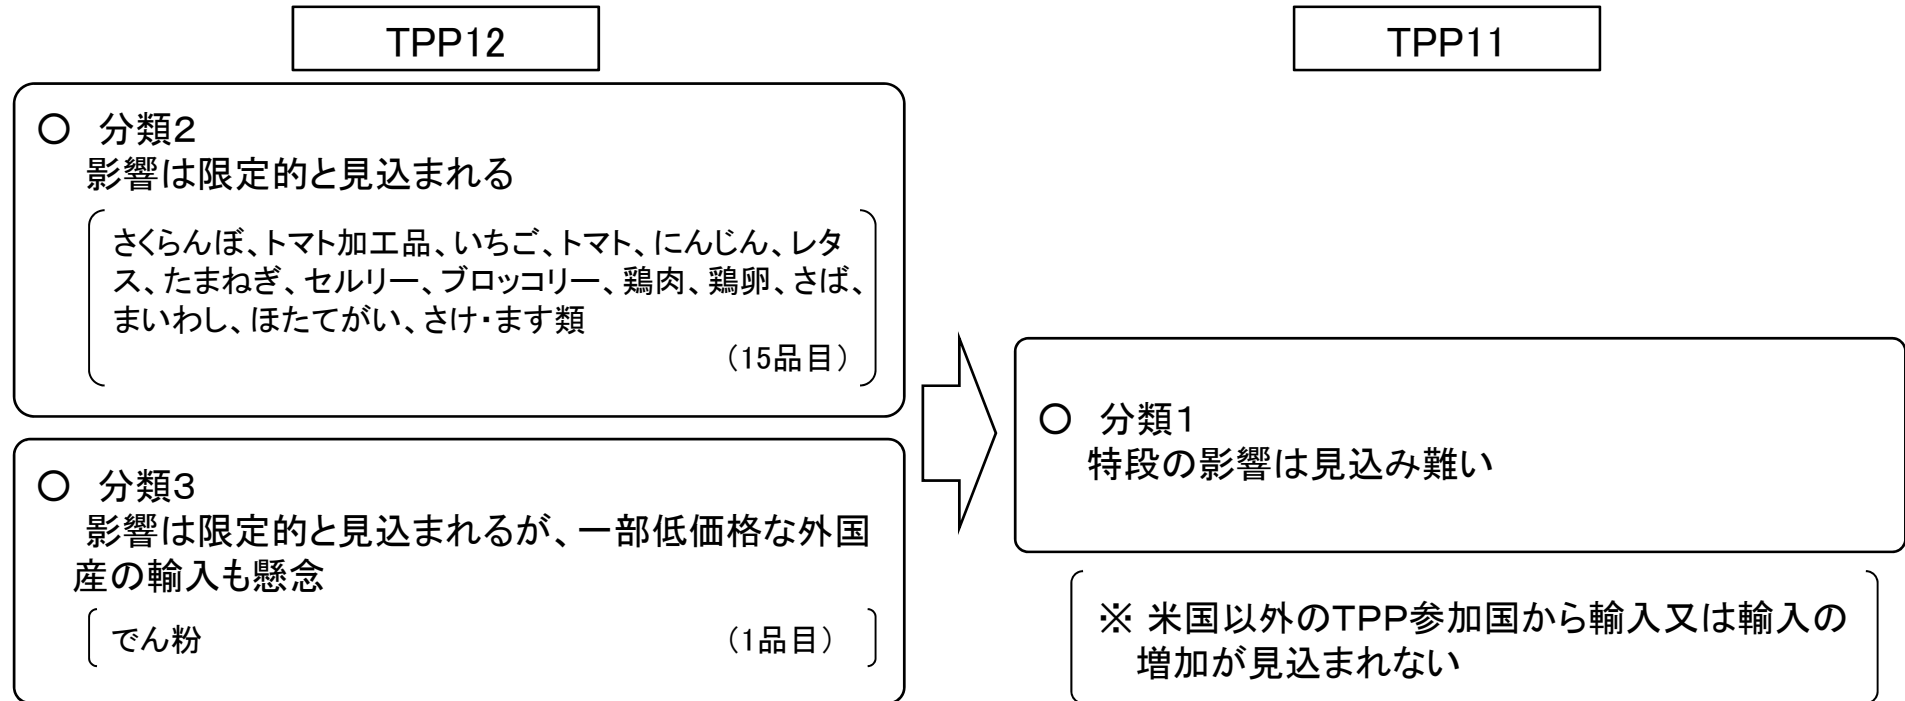 TPP12
TPP11
○ 分類2
影響は限定的と見込まれる
さくらんぼ、トマト加工品、いちご、トマト、にんじん、レタ
ス、たまねぎ、セルリー、ブロッコリー、鶏肉、鶏卵、さば、
まいわし、ほたてがい、さけ・ます類
(15品目)
○ 分類3
影響は限定的と見込まれるが、一部低価格な外国
産の輸入も懸念
でん粉 (1品目)
○ 分類1
特段の影響は見込み難い
※ 米国以外のTPP参加国から輸入又は輸入の
増加が見込まれない